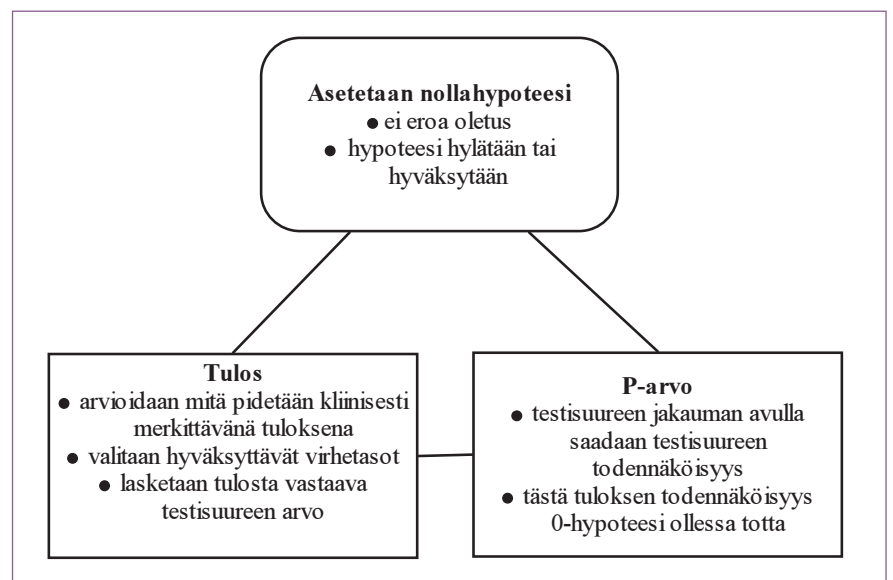 Asetetaan nollahypoteesi
● ei eroa oletus
● hypoteesi hylätään tai
hyväksytään
Tulos
● arvioidaan mitä pidetään kliinisesti
merkittävänä tuloksena
● valitaan hyväksyttävät virhetasot
● lasketaan tulosta vastaava
testisuureen arvo
P-arvo
● testisuureen jakauman avulla
saadaan testisuureen
todennäköisyys
● tästä tuloksen todennäköisyys
0-hypoteesi ollessa totta